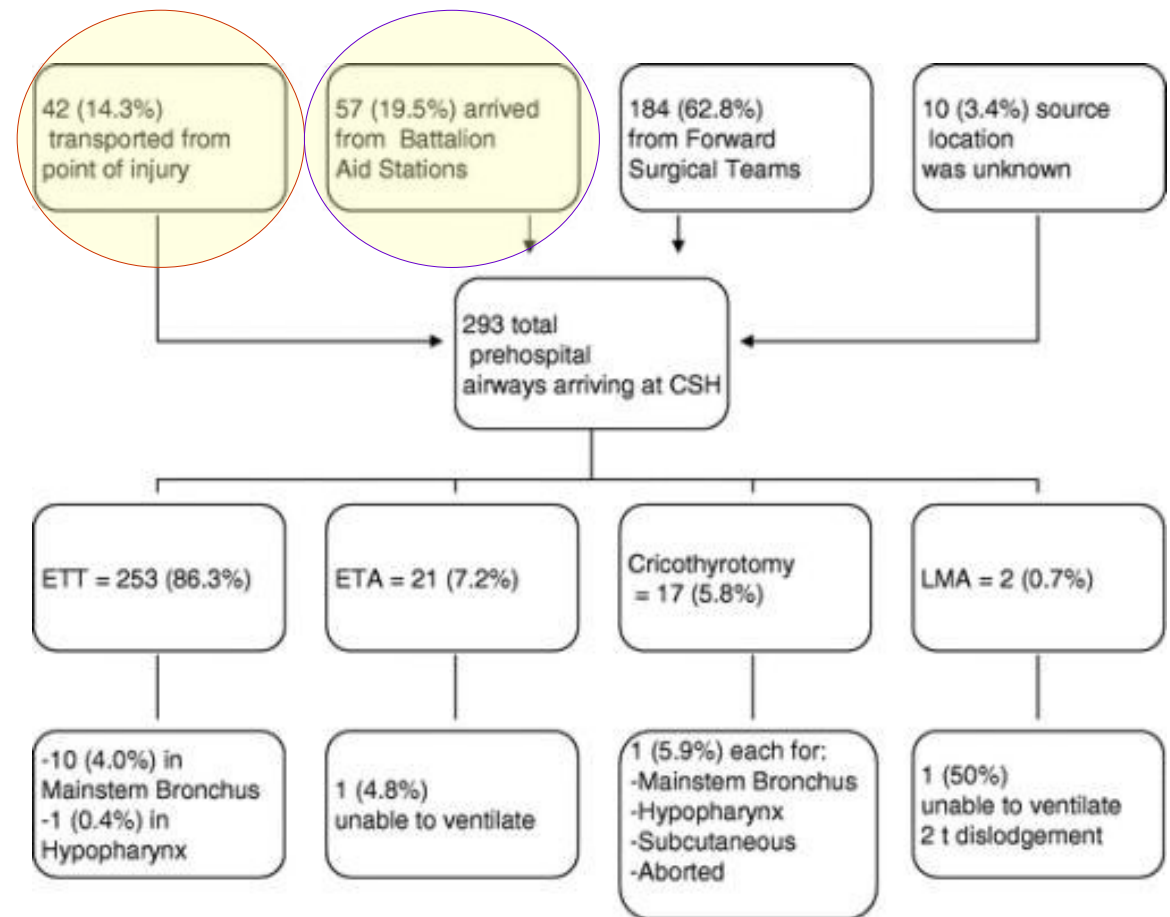 42 (14.3%)
transported from
point of injury
57 (19.5%) arrived
from Battalion
Aid Stations
184 (62.8%)
from Forward
Surgical Teams
10 (3.4%) source
location
was unknown
293 total
prehospital
airways arriving at CSH
ETT = 253 (86.3%)
ETA = 21 (7.2%)
Cricothyrotomy
= 17 (5.8%)
LMA = 2 (0.7%)
-10 (4.0%) in
Mainstem Bronchus
-1 (0.4%) in
Hypopharynx
1 (4.8%)
unable to ventilate
1 (5.9%) each for:
-Mainstem Bronchus
-Hypopharynx
-Subcutaneous
-Aborted
1 (50%)
unable to ventilate
2 t dislodgement